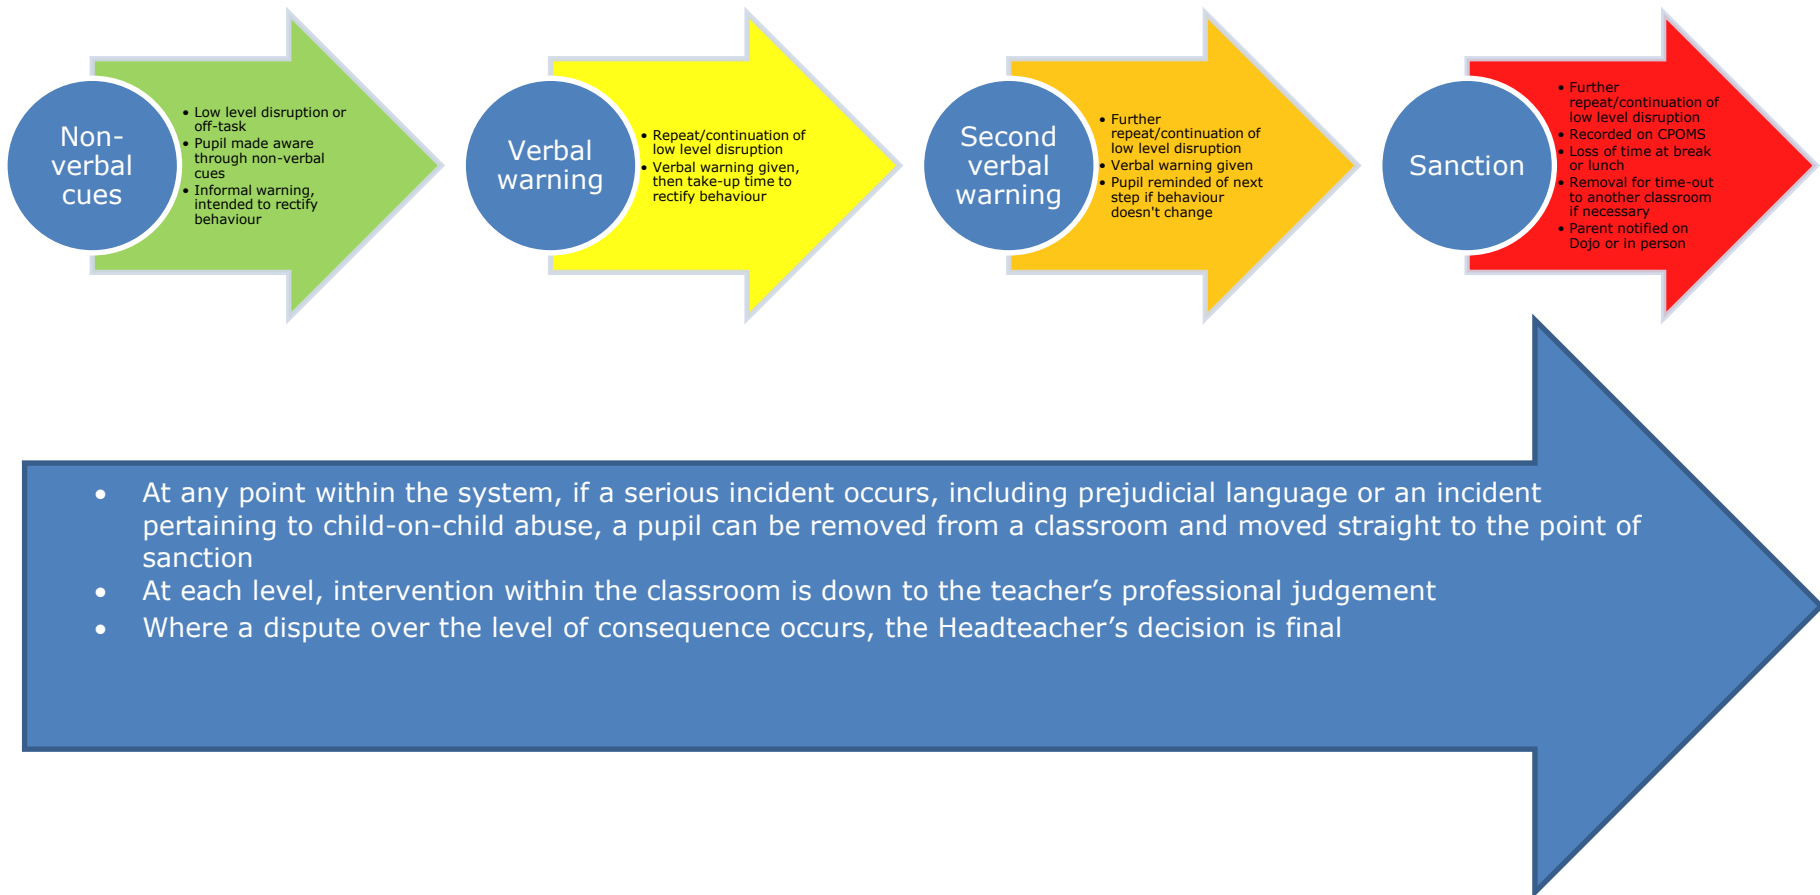 Non-
verbal
cues
• Low level disruption or
off-task
• Pupil made aware
through non-verbal
cues
• Informal warning,
intended to rectify
behaviour
Verbal
warning
• Repeat/continuation of
low level disruption
• Verbal warning given,
then take-up time to
rectify behaviour
Second
verbal
warning
• Further
repeat/continuation of
low level disruption
• Verbal warning given
• Pupil reminded of next
step if behaviour
doesn't change
Sanction
• Further
repeat/continuation of
low level disruption
• Recorded on CPOMS
• Loss of time at break
or lunch
• Removal for time-out
to another classroom
if necessary
• Parent notified on
Dojo or in person
• At any point within the system, if a serious incident occurs, including prejudicial language or an incident
pertaining to child-on-child abuse, a pupil can be removed from a classroom and moved straight to the point of
sanction
• At each level, intervention within the classroom is down to the teacher’s professional judgement
• Where a dispute over the level of consequence occurs, the Headteacher’s decision is final